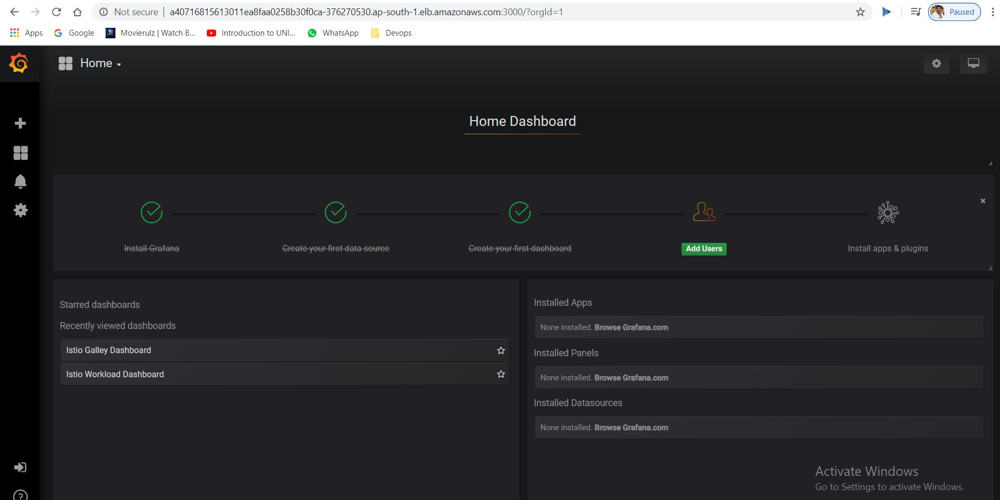 Not secure
a40716815613011ea8faa0258b30f0ca-376270530.ap-south-1.elb.amazonaws.com:3000/?orgId=1
Paused
Apps
Google
Movierulz | Watch B...
Introduction to UNI...
WhatsApp
Devops
Home
Home Dashboard
Install Grafana
Create your first data source
Create your first dashboard
Add Users
Install apps & plugins
Starred dashboards
Recently viewed dashboards
Istio Galley Dashboard
Istio Workload Dashboard
Installed Apps
None installed. Browse Grafana.com
Installed Panels
None installed. Browse Grafana.com
Installed Datasources
None installed. Browse Grafana.com
Activate Windows
Go to Settings to activate Windows.